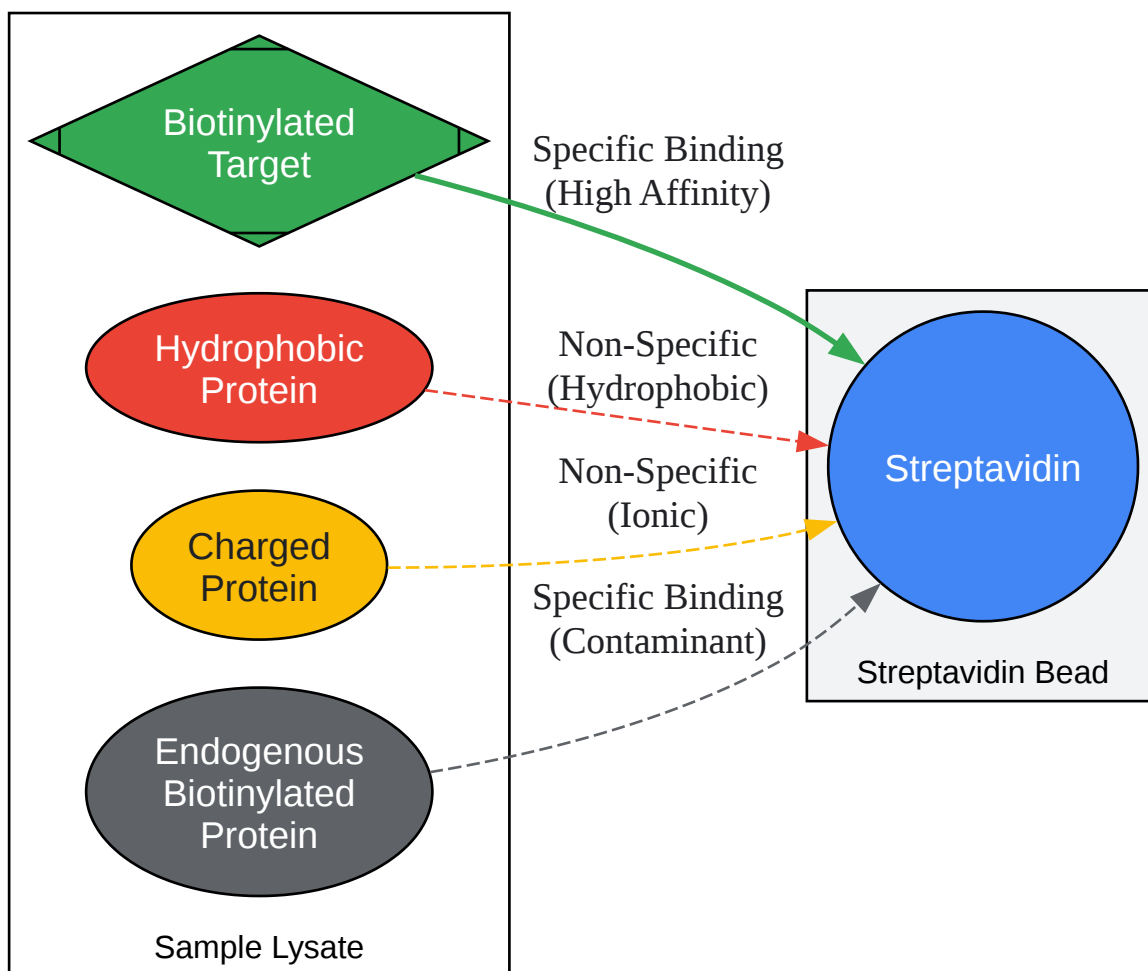 Biotinylated
Target
Specific Binding
(High Affinity)
Hydrophobic
Protein
Non-Specific
(Hydrophobic)
Streptavidin
Non-Specific
(Ionic)
Charged
Protein
Specific Binding
(Contaminant)
Streptavidin Bead
Endogenous
Biotinylated
Protein
Sample Lysate